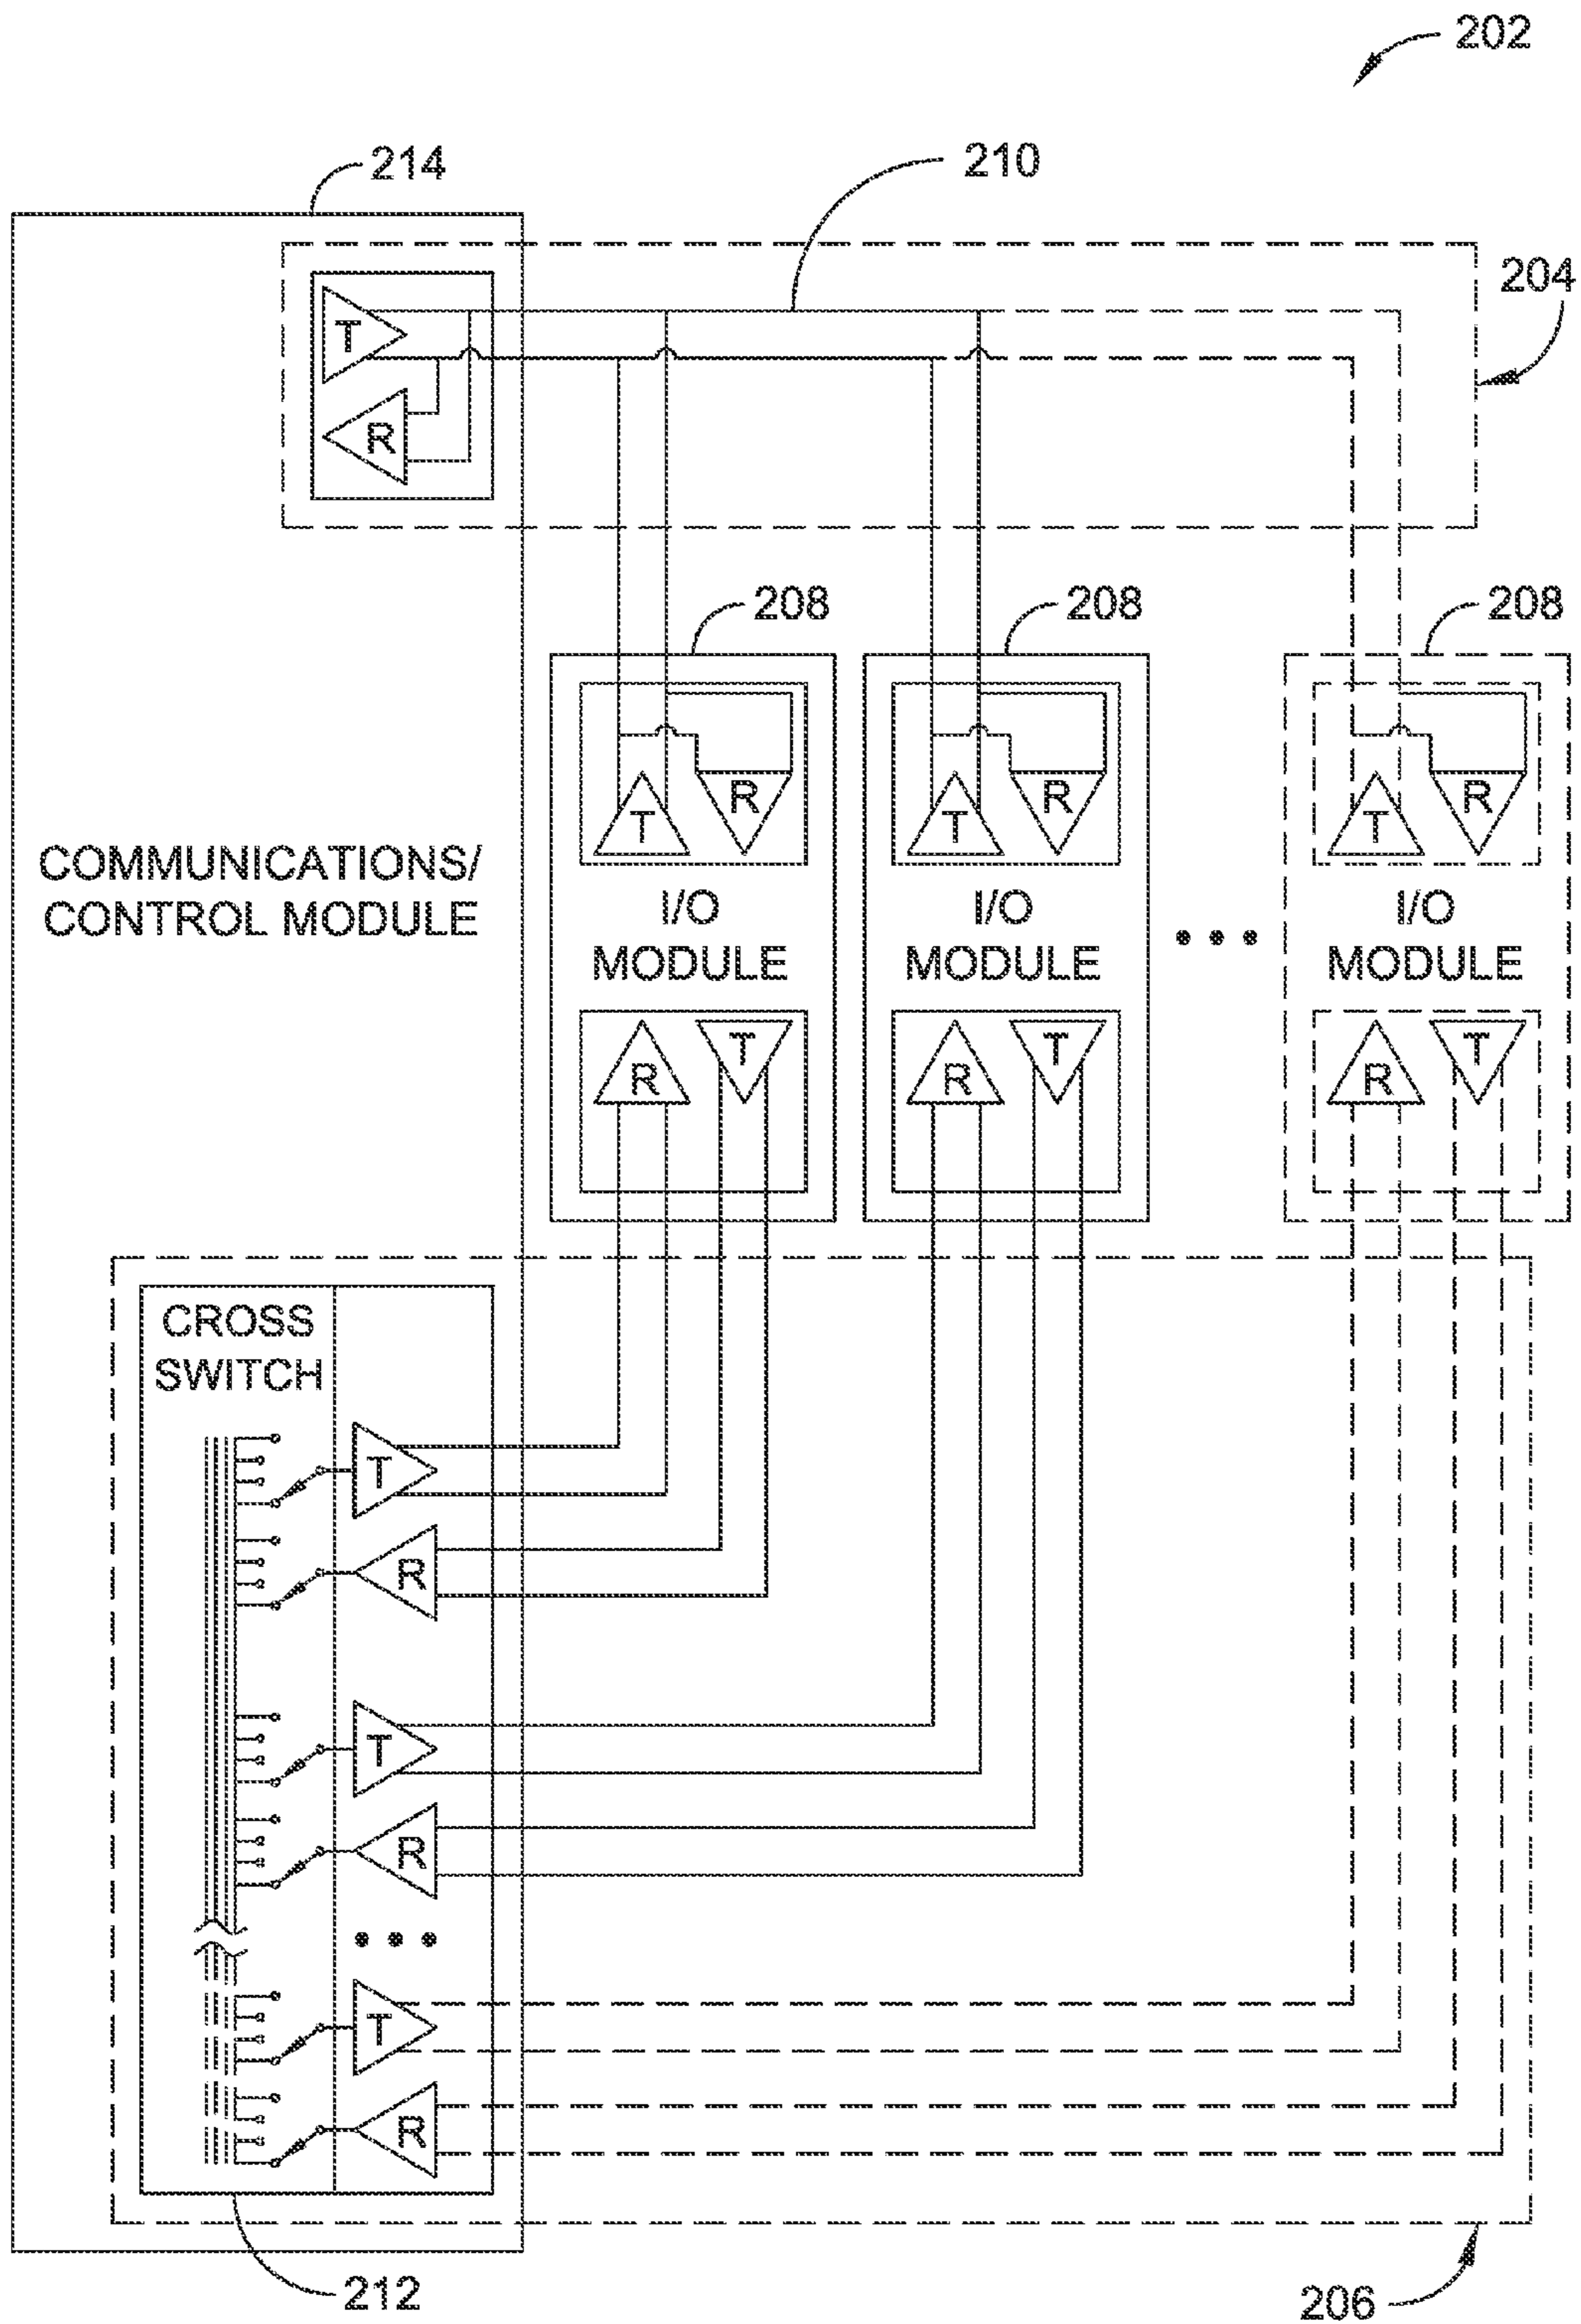 202
214
210
204
T
R
208
208
208
T
R
T
R
T
R
COMMUNICATIONS/
CONTROL MODULE
I/O
MODULE
I/O
MODULE
I/O
MODULE
R
T
R
T
R
T
CROSS
SWITCH
T
R
T
R
T
R
212
206